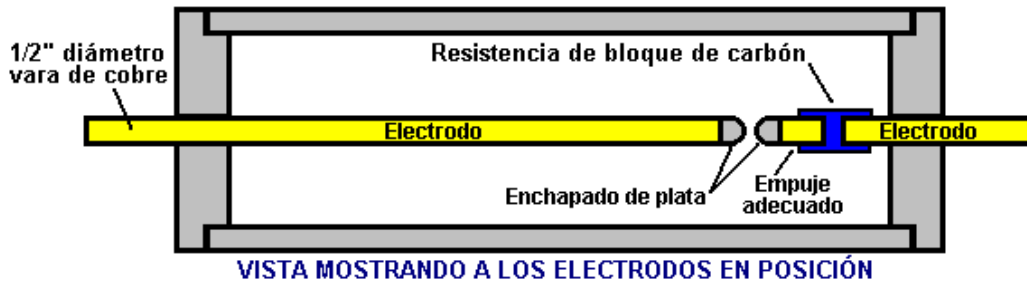 1/2" diámetro
vara de cobre
Resistencia de bloque de carbón
Electrodo
Electrodo
Enchapado de plata
Empuje
adecuado
VISTA MOSTRANDO A LOS ELECTRODOS EN POSICIÓN